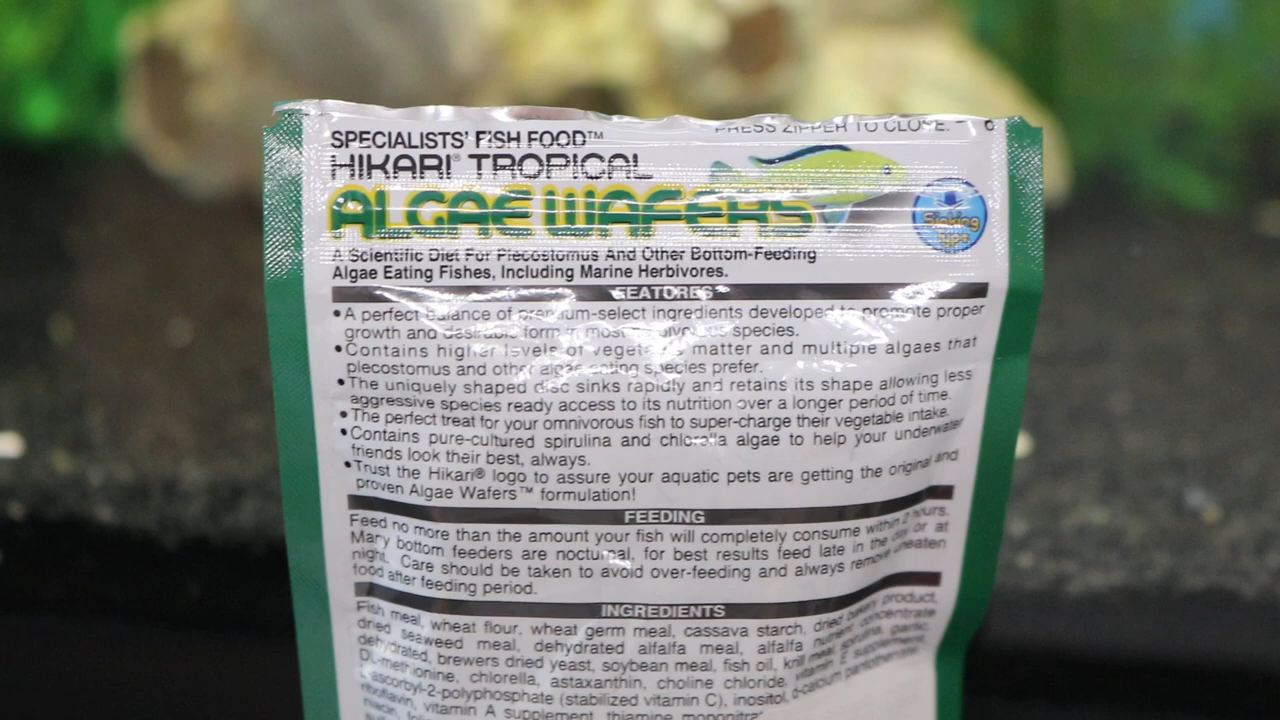 PRESS ZIPPER TO CLOSE.
SPECIALISTS' FISH FOOD™
HIKARI® TROPICAL
ALGAE WAFERS
Sinking
Type
A Scientific Diet For Plecostomus And Other Bottom-Feeding
Algae Eating Fishes, Including Marine Herbivores.
FEATURES
•A perfect balance of premium-select ingredients developed to promote proper
growth and desirable form in most species.
•Contains higher levels of vegetable matter and multiple algaes that
plecostomus and other algae eating species prefer.
•The uniquely shaped disc sinks rapidly and retains its shape allowing less
aggressive species ready access to its nutrition over a longer period of time.
•The perfect treat for your omnivorous fish to super-charge their vegetable intake.
•Contains pure-cultured spirulina and chlorella algae to help your underwater
friends look their best, always.
•Trust the Hikari® logo to assure your aquatic pets are getting the original and
proven Algae Wafers™ formulation!
FEEDING
Feed no more than the amount your fish will completely consume within 2 hours.
Many bottom feeders are nocturnal, for best results feed late in the day or at
night. Care should be taken to avoid over-feeding and always remove uneaten
food after feeding period.
INGREDIENTS
Fish meal, wheat flour, wheat germ meal, cassava starch, dried bakery product,
dried seaweed meal, dehydrated alfalfa meal, alfalfa nutrient concentrate
dehydrated, brewers dried yeast, soybean meal, fish oil, krill meal, spirulina, garlic,
DL-methionine, chlorella, astaxanthin, choline chloride, vitamin E supplement,
L-ascorbyl-2-polyphosphate (stabilized vitamin C), inositol, d-calcium pantothenate,
riboflavin, vitamin A supplement, thiamine
niacin,